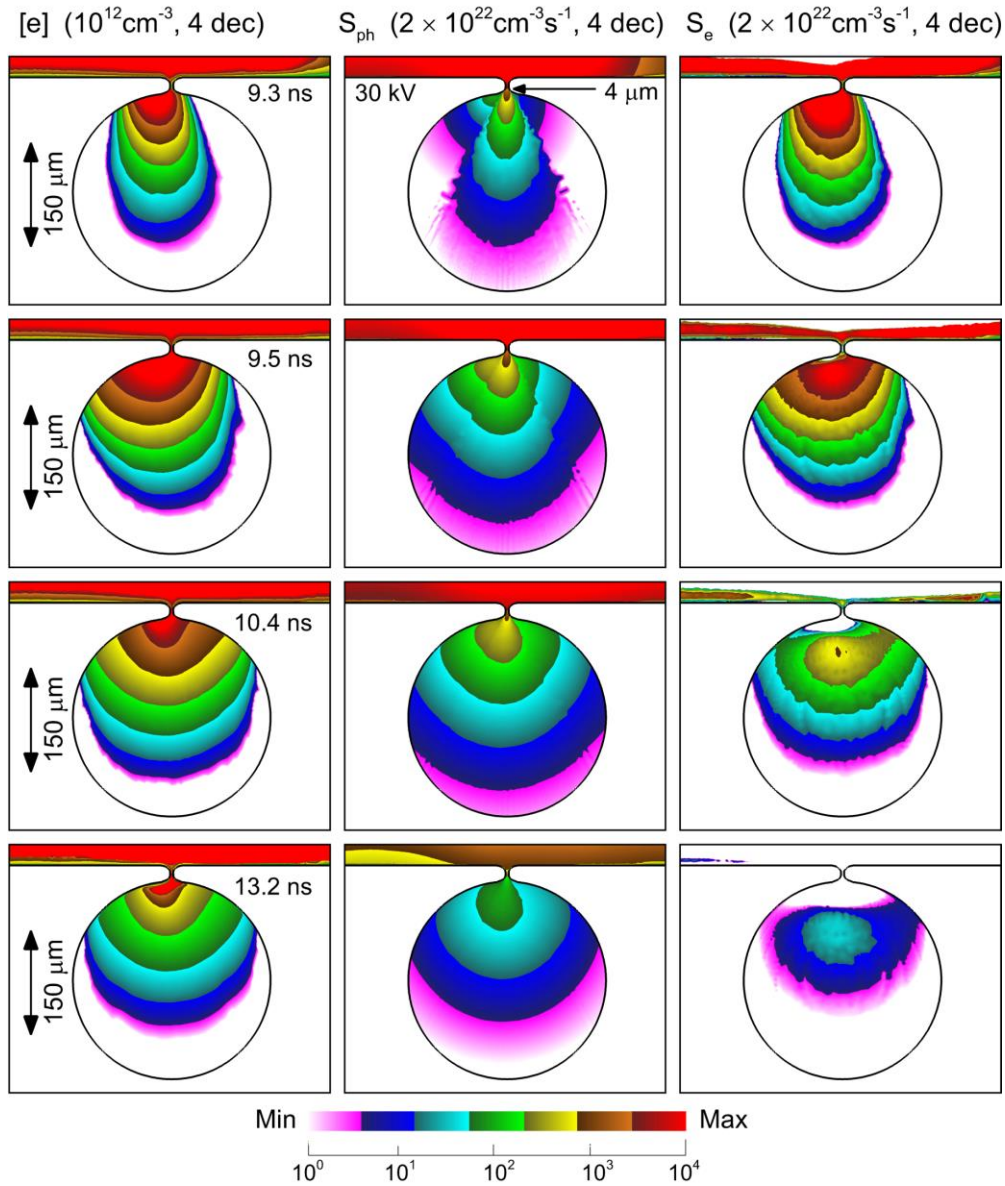 [e] (10¹²cm⁻³, 4 dec) S_ph (2 × 10²²cm⁻³s⁻¹, 4 dec) S_e (2 × 10²²cm⁻³s⁻¹, 4 dec)
9.3 ns 30 kV 4 μm
150 μm
9.5 ns
150 μm
10.4 ns
150 μm
13.2 ns
150 μm
Min Max
10⁰ 10¹ 10² 10³ 10⁴